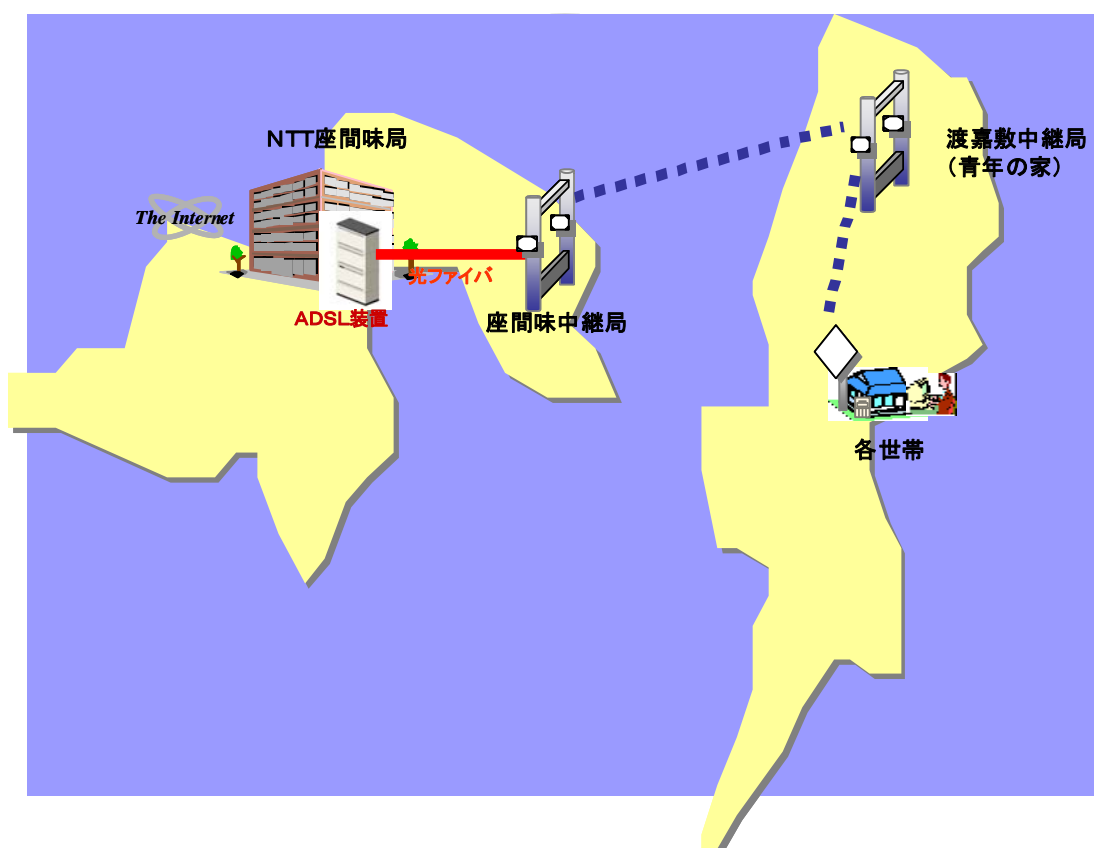 NTT座間味局
渡嘉敷中継局
（青年の家）
The Internet
光ファイバ
ADSL装置
座間味中継局
各世帯